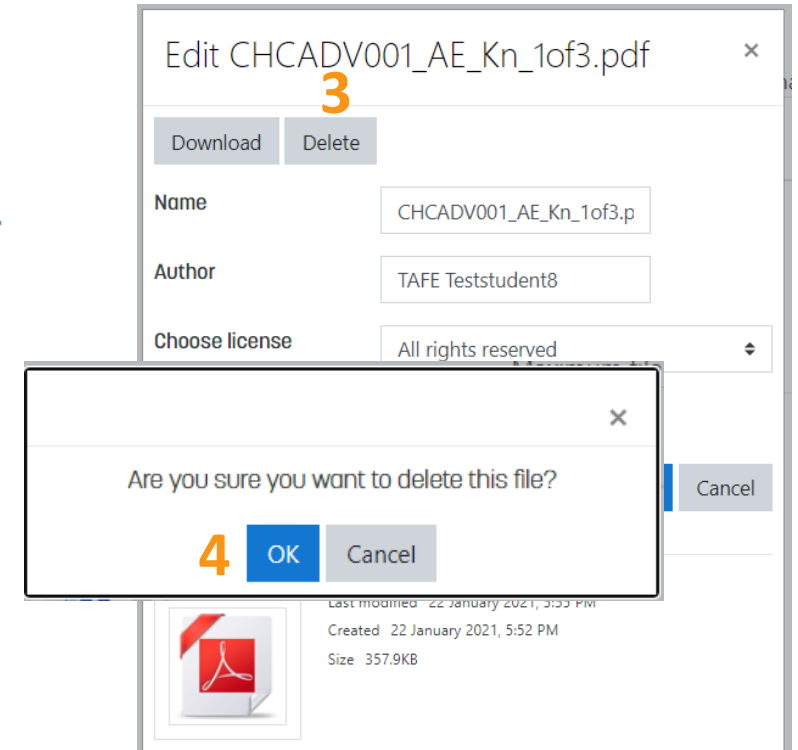 Edit CHCADV001_AE_Kn_1of3.pdf ×
3
Download Delete
Name CHCADV001_AE_Kn_1of3.p
Author TAFE Teststudent8
Choose license All rights reserved
×
Are you sure you want to delete this file?
4 OK Cancel
Cancel
Last modified 22 January 2021, 5:53 PM
Created 22 January 2021, 5:52 PM
Size 357.9KB